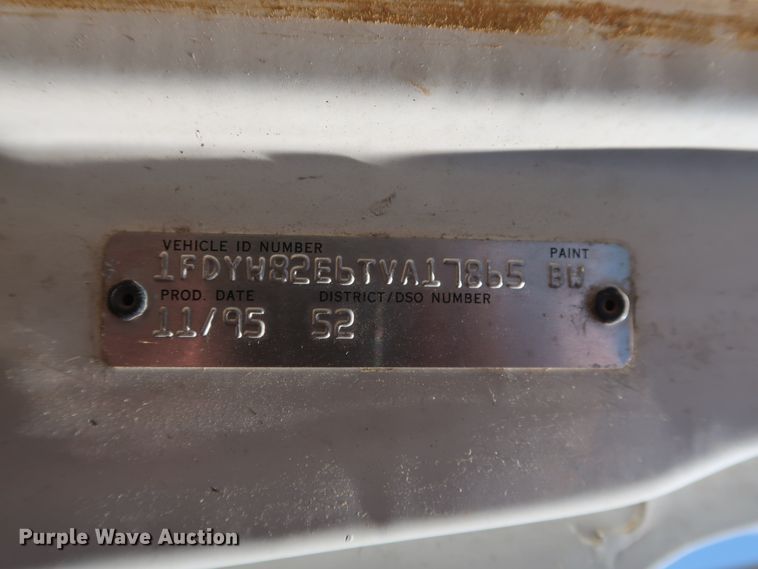 VEHICLE ID NUMBER PAINT
1FDYW82E6TVA17865 BW
PROD. DATE DISTRICT/DSO NUMBER
11/95 52
Purple Wave Auction